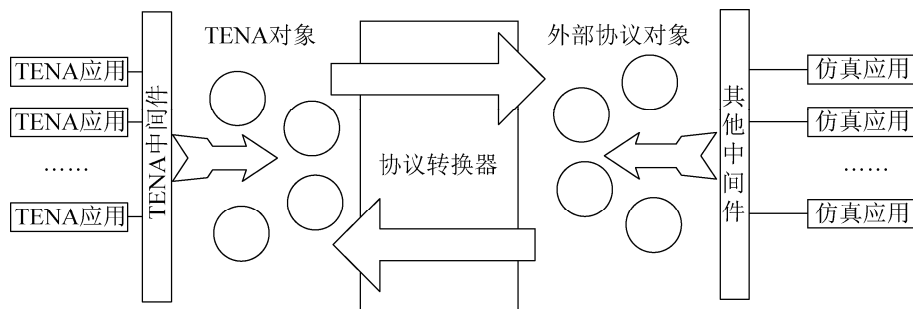 TENA对象
外部协议对象
TENA应用
TENA应用
……
TENA应用
TENA中间件
协议转换器
其他中间件
仿真应用
仿真应用
……
仿真应用